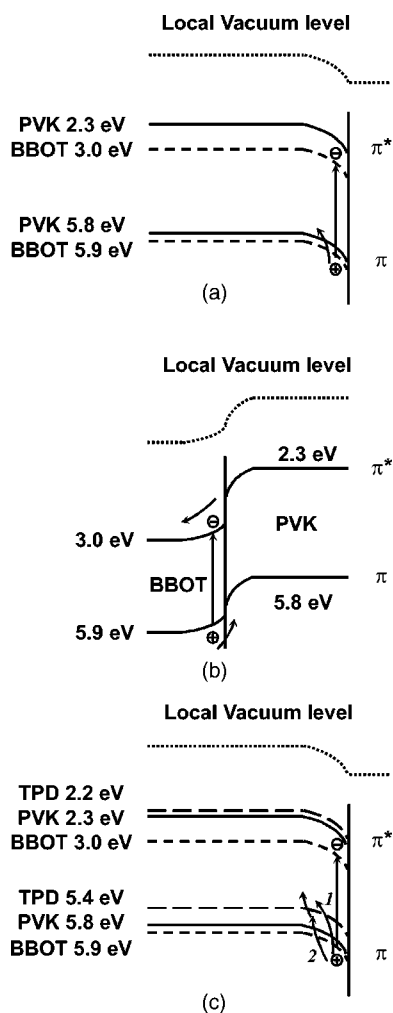 Local Vacuum level
PVK 2.3 eV
BBOT 3.0 eV
π*
⊖
PVK 5.8 eV
BBOT 5.9 eV
π
⊕
(a)
Local Vacuum level
2.3 eV
π*
⊖
PVK
3.0 eV
BBOT
π
5.8 eV
5.9 eV
⊕
(b)
Local Vacuum level
TPD 2.2 eV
PVK 2.3 eV
BBOT 3.0 eV
π*
⊖
TPD 5.4 eV
1
PVK 5.8 eV
BBOT 5.9 eV
2
⊕
π
(c)